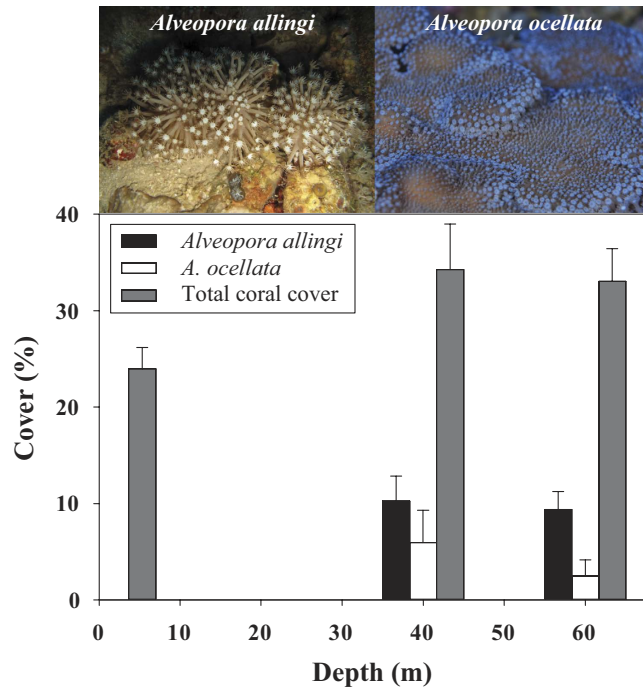 Alveopora allingi Alveopora ocellata
40
Alveopora allingi
A. ocellata
Total coral cover
30
20
10
0
Cover (%)
0 10 20 30 40 50 60
Depth (m)